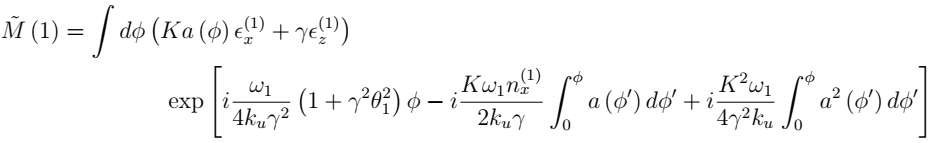 \tilde{M}(1) = \int d\phi \left( K a(\phi) \epsilon_x^{(1)} + \gamma \epsilon_z^{(1)} \right)
\exp \left[ i \frac{\omega_1}{4 k_u \gamma^2} \left( 1 + \gamma^2 \theta_1^2 \right) \phi - i \frac{K \omega_1 n_x^{(1)}}{2 k_u \gamma} \int_0^\phi a(\phi') d\phi' + i \frac{K^2 \omega_1}{4 \gamma^2 k_u} \int_0^\phi a^2(\phi') d\phi' \right]